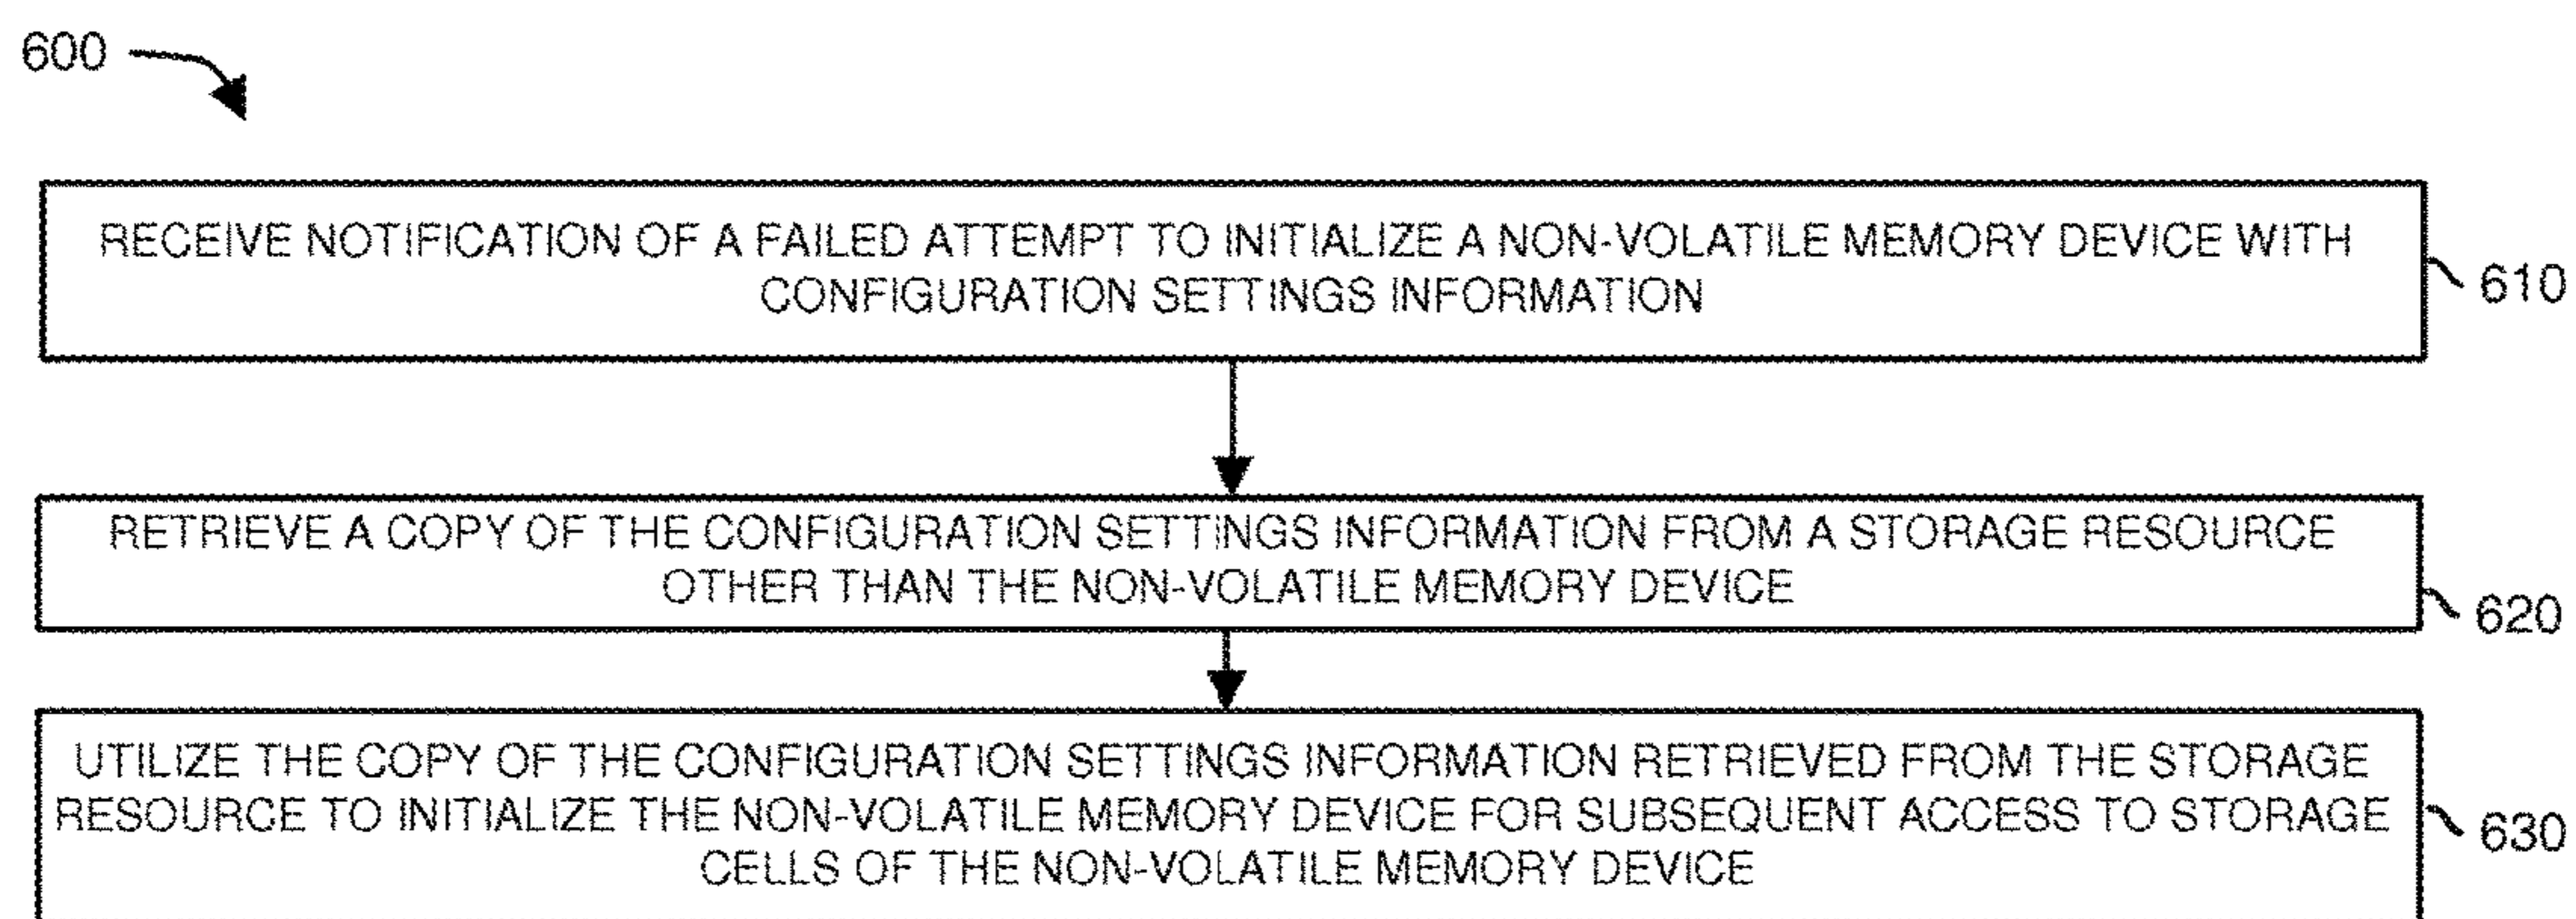 600
RECEIVE NOTIFICATION OF A FAILED ATTEMPT TO INITIALIZE A NON-VOLATILE MEMORY DEVICE WITH
CONFIGURATION SETTINGS INFORMATION
610
RETRIEVE A COPY OF THE CONFIGURATION SETTINGS INFORMATION FROM A STORAGE RESOURCE
OTHER THAN THE NON-VOLATILE MEMORY DEVICE
620
UTILIZE THE COPY OF THE CONFIGURATION SETTINGS INFORMATION RETRIEVED FROM THE STORAGE
RESOURCE TO INITIALIZE THE NON-VOLATILE MEMORY DEVICE FOR SUBSEQUENT ACCESS TO STORAGE
CELLS OF THE NON-VOLATILE MEMORY DEVICE
630